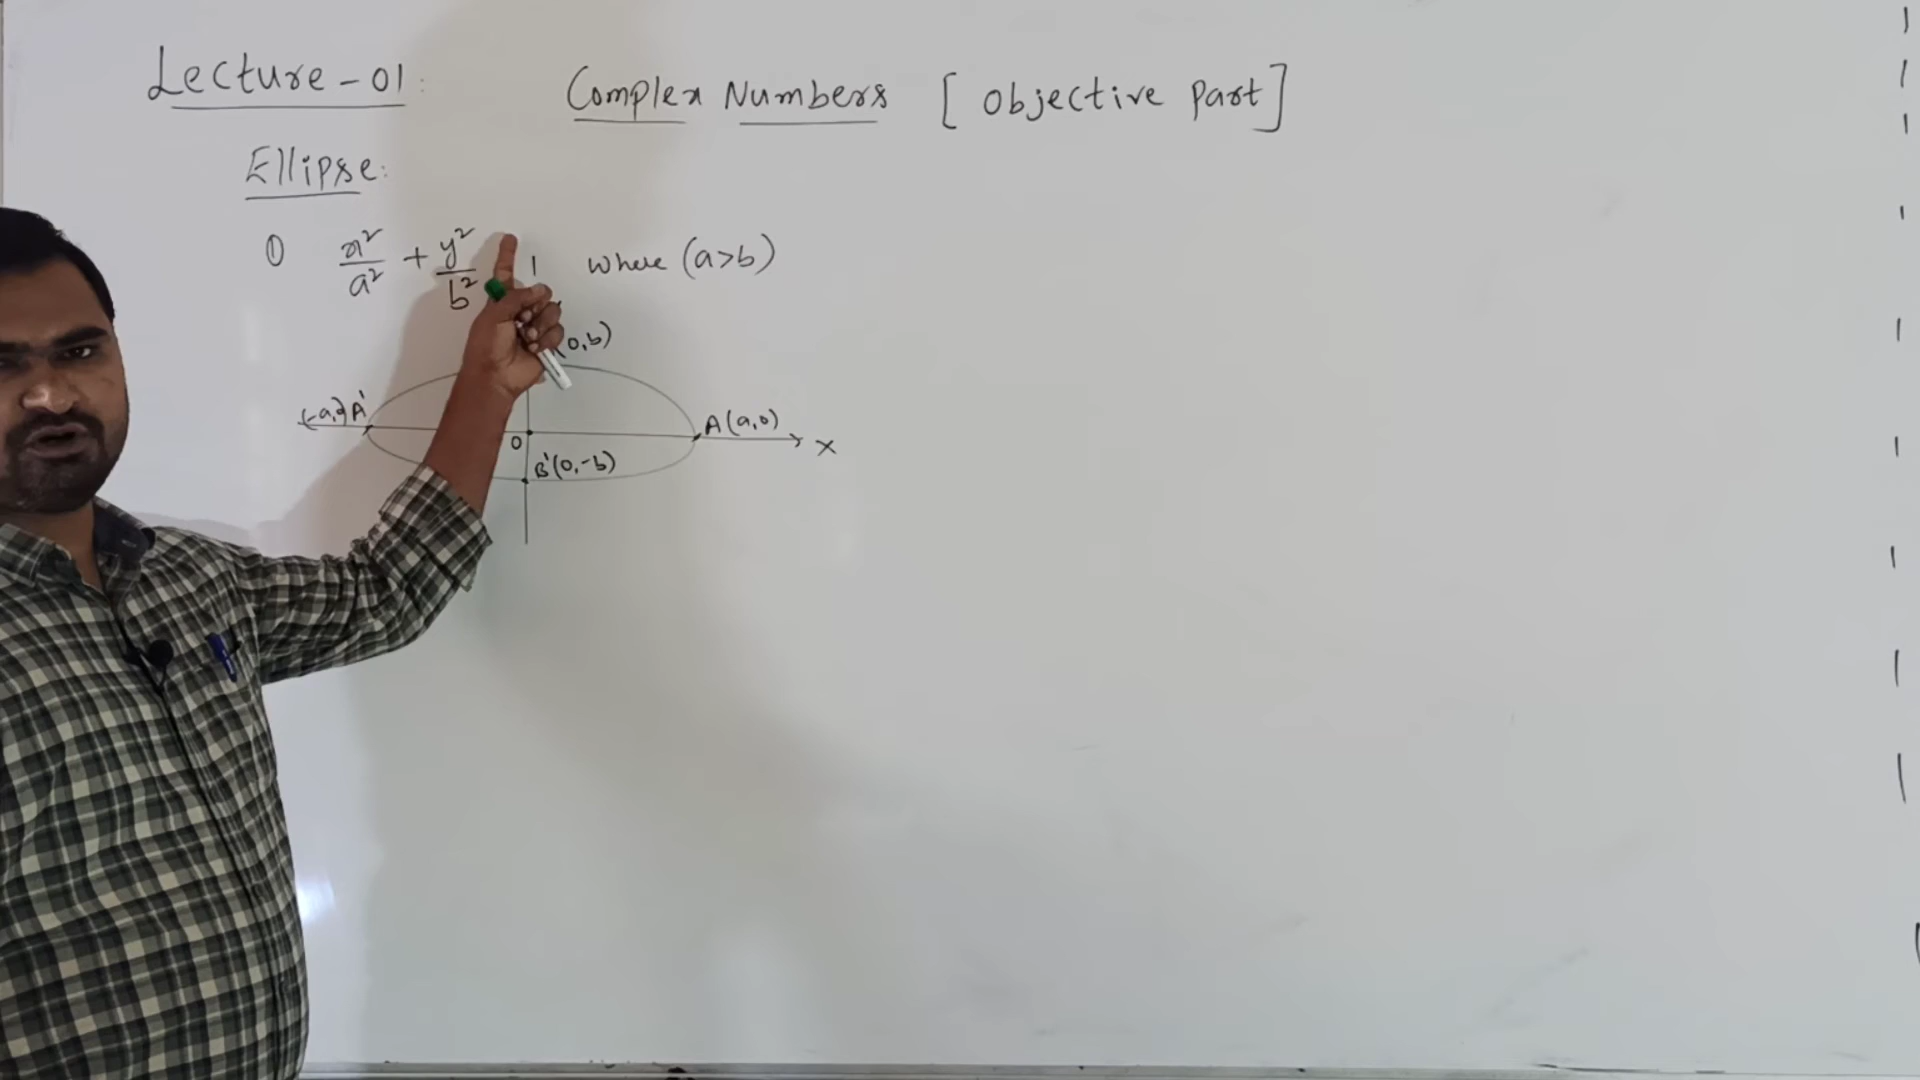 Lecture-01: Complex Numbers [Objective Part]
Ellipse:
① x²/a² + y²/b² 1 where (a>b)
(0,b)
(-a,0)A' A(a,0)
O X
B'(0,-b)